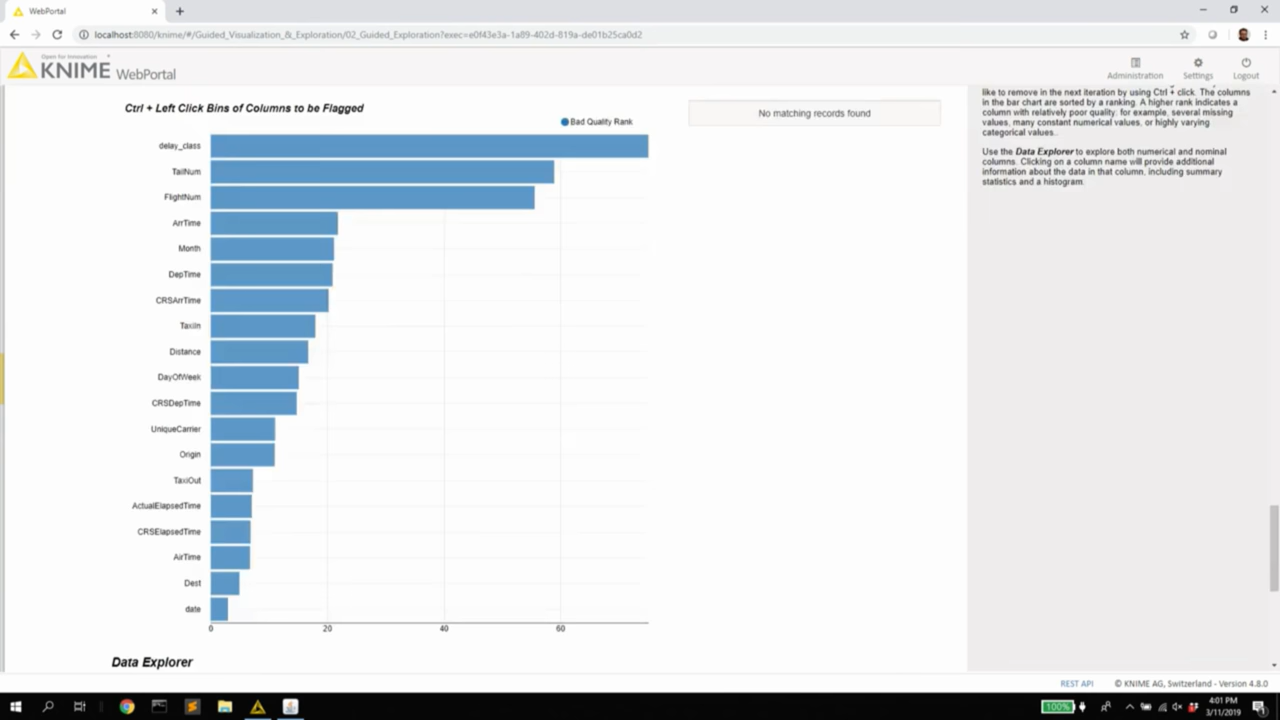 WebPortal
localhost:8080/knime/#/Guided_Visualization_&_Exploration/02_Guided_Exploration?exec=e0f43e3a-1a89-402d-819a-de01b25ca0d2
Open for Innovation
KNIME WebPortal
Administration
Settings
Logout
Ctrl + Left Click Bins of Columns to be Flagged
Bad Quality Rank
delay_class
TailNum
FlightNum
ArrTime
Month
DepTime
CRSArrTime
TaxiIn
Distance
DayOfWeek
CRSDepTime
UniqueCarrier
Origin
TaxiOut
ActualElapsedTime
CRSElapsedTime
AirTime
Dest
date
0 20 40 60
Data Explorer
No matching records found
like to remove in the next iteration by using Ctrl + click. The columns
in the bar chart are sorted by a ranking. A higher rank indicates a
column with relatively poor quality: for example, several missing
values, many constant numerical values, or highly varying
categorical values.
Use the Data Explorer to explore both numerical and nominal
columns. Clicking on a column name will provide additional
information about the data in that column, including summary
statistics and a histogram.
REST API
© KNIME AG, Switzerland - Version 4.8.0
100%
4:01 PM
3/11/2019
1